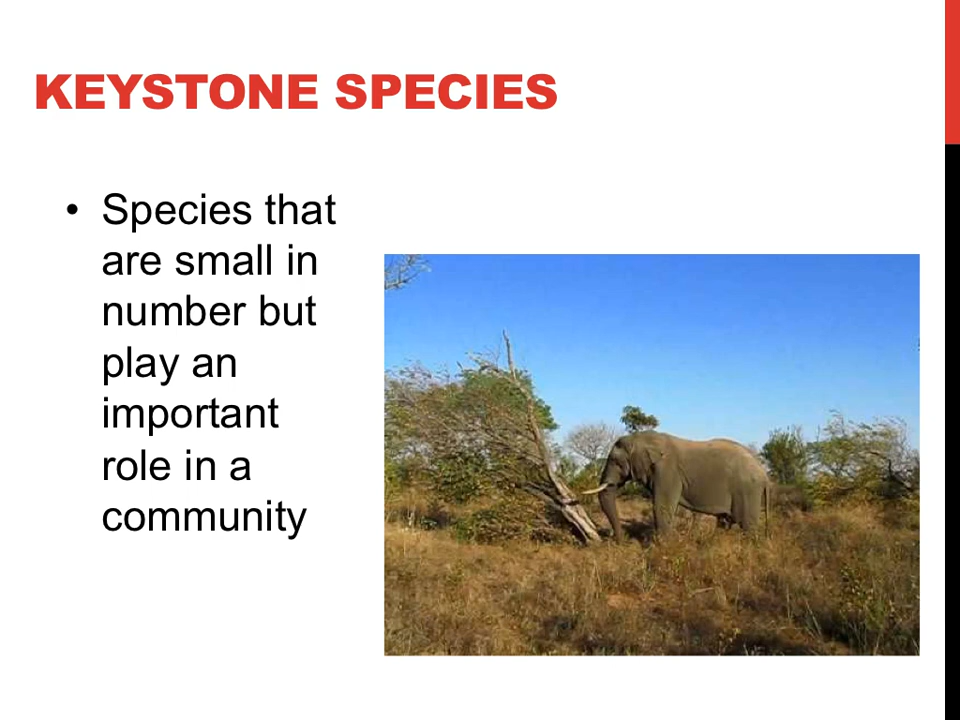 KEYSTONE SPECIES
• Species that
are small in
number but
play an
important
role in a
community